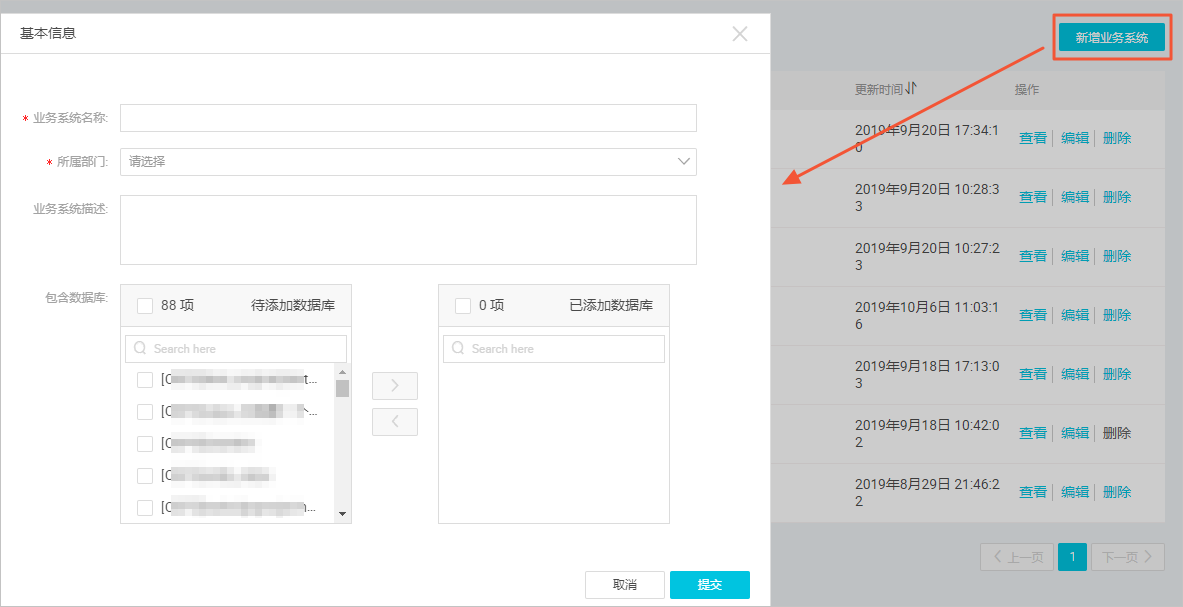 基本信息
新增业务系统
* 业务系统名称:
* 所属部门:
请选择
业务系统描述:
包含数据库:
88 项
待添加数据库
Search here
0 项
已添加数据库
Search here
取消
提交
更新时间
操作
2019年9月20日 17:34:1
0
查看
编辑
删除
2019年9月20日 10:28:3
3
查看
编辑
删除
2019年9月20日 10:27:2
3
查看
编辑
删除
2019年10月6日 11:03:1
6
查看
编辑
删除
2019年9月18日 17:13:0
3
查看
编辑
删除
2019年9月18日 10:42:0
2
查看
编辑
删除
2019年8月29日 21:46:2
2
查看
编辑
删除
上一页
1
下一页